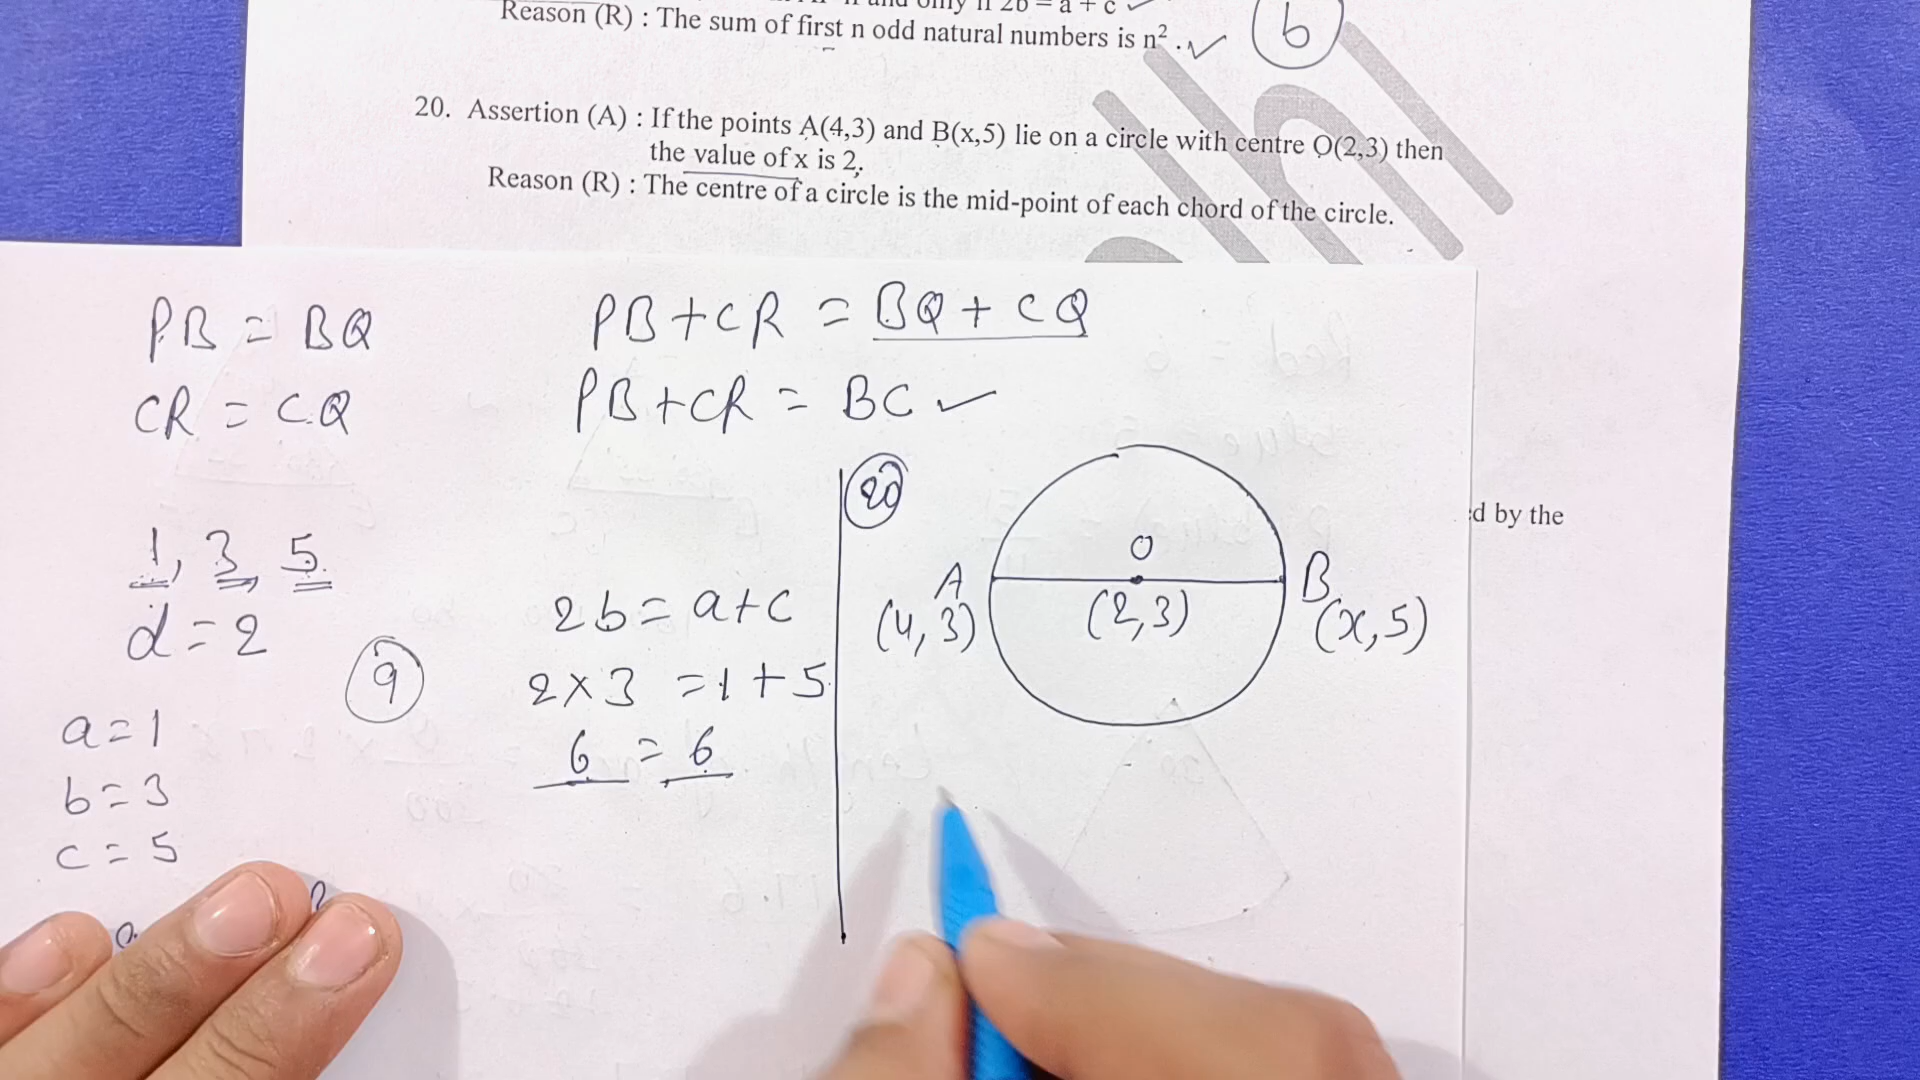 only if 2b = a + c ✓
Reason (R) : The sum of first n odd natural numbers is n² . ✓
b
20. Assertion (A) : If the points A(4,3) and B(x,5) lie on a circle with centre O(2,3) then
the value of x is 2.
Reason (R) : The centre of a circle is the mid-point of each chord of the circle.
d by the
PB = BQ
CR = CQ
PB + CR = BQ + CQ
PB + CR = BC ✓
1, 3, 5
d = 2
a = 1
b = 3
c = 5
9
2b = a + c
2 × 3 = 1 + 5
6 = 6
20
O
A
(4, 3)
(2, 3)
B
(x, 5)